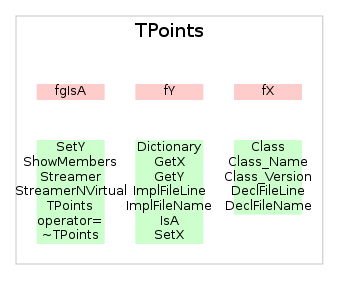 TPoints
fgIsA
fY
fX
SetY
ShowMembers
Streamer
StreamerNVirtual
TPoints
operator=
~TPoints
Dictionary
GetX
GetY
ImplFileLine
ImplFileName
IsA
SetX
Class
Class_Name
Class_Version
DeclFileLine
DeclFileName